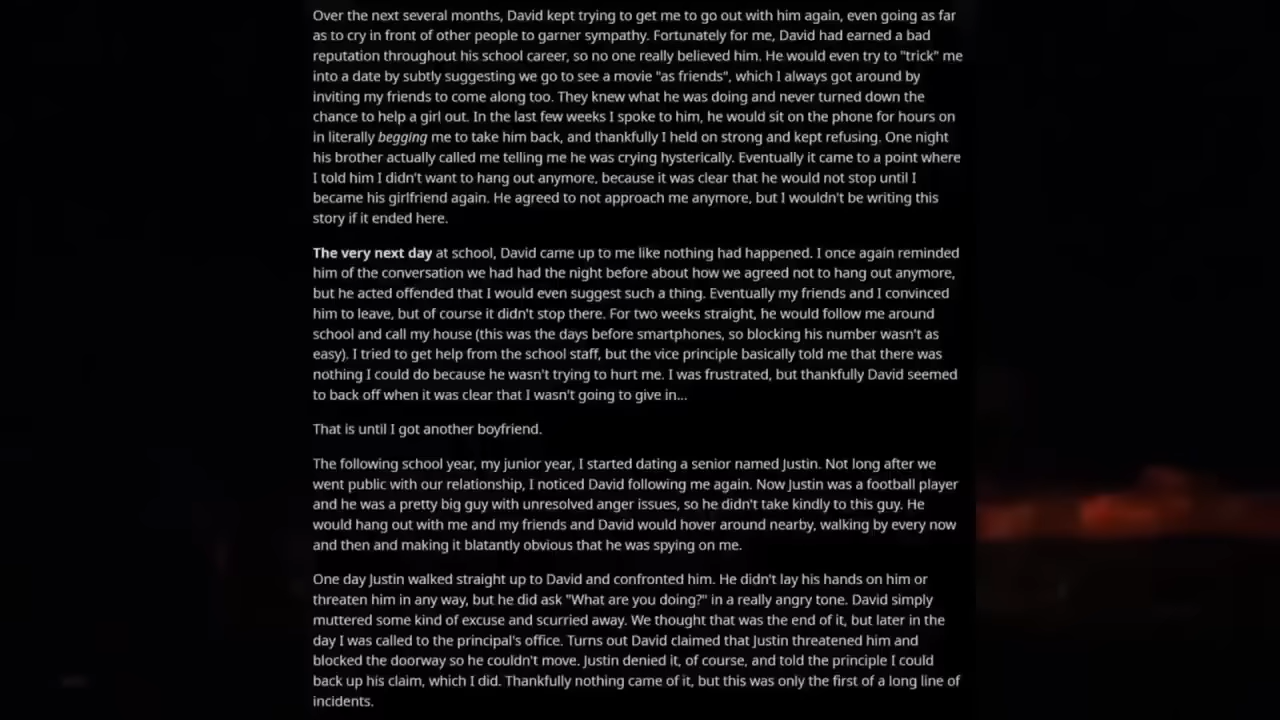 Over the next several months, David kept trying to get me to go out with him again, even going as far
as to cry in front of other people to garner sympathy. Fortunately for me, David had earned a bad
reputation throughout his school career, so no one really believed him. He would even try to "trick" me
into a date by subtly suggesting we go to see a movie "as friends", which I always got around by
inviting my friends to come along too. They knew what he was doing and never turned down the
chance to help a girl out. In the last few weeks I spoke to him, he would sit on the phone for hours on
in literally begging me to take him back, and thankfully I held on strong and kept refusing. One night
his brother actually called me telling me he was crying hysterically. Eventually it came to a point where
I told him I didn't want to hang out anymore, because it was clear that he would not stop until I
became his girlfriend again. He agreed to not approach me anymore, but I wouldn't be writing this
story if it ended here.
The very next day at school, David came up to me like nothing had happened. I once again reminded
him of the conversation we had had the night before about how we agreed not to hang out anymore,
but he acted offended that I would even suggest such a thing. Eventually my friends and I convinced
him to leave, but of course it didn't stop there. For two weeks straight, he would follow me around
school and call my house (this was the days before smartphones, so blocking his number wasn't as
easy). I tried to get help from the school staff, but the vice principle basically told me that there was
nothing I could do because he wasn't trying to hurt me. I was frustrated, but thankfully David seemed
to back off when it was clear that I wasn't going to give in...
That is until I got another boyfriend.
The following school year, my junior year, I started dating a senior named Justin. Not long after we
went public with our relationship, I noticed David following me again. Now Justin was a football player
and he was a pretty big guy with unresolved anger issues, so he didn't take kindly to this guy. He
would hang out with me and my friends and David would hover around nearby, walking by every now
and then and making it blatantly obvious that he was spying on me.
One day Justin walked straight up to David and confronted him. He didn't lay his hands on him or
threaten him in any way, but he did ask "What are you doing?" in a really angry tone. David simply
muttered some kind of excuse and scurried away. We thought that was the end of it, but later in the
day I was called to the principal's office. Turns out David claimed that Justin threatened him and
blocked the doorway so he couldn't move. Justin denied it, of course, and told the principle I could
back up his claim, which I did. Thankfully nothing came of it, but this was only the first of a long line of
incidents.